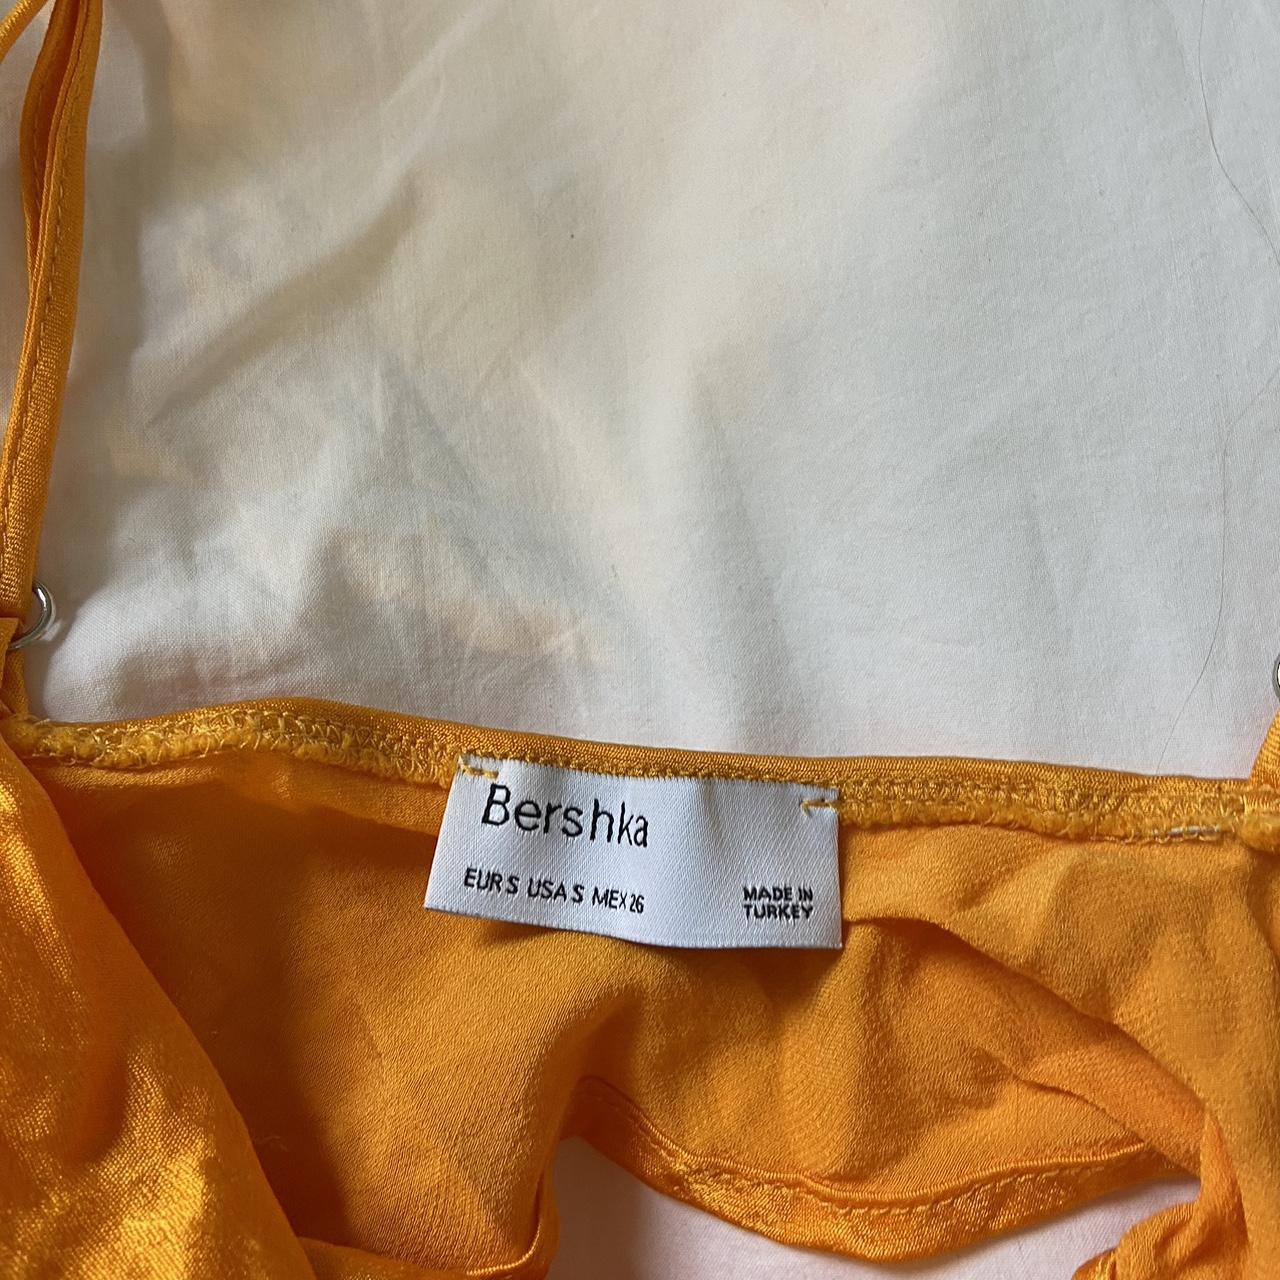 Bershka
EUR S USA S MEX 26
MADE IN
TURKEY